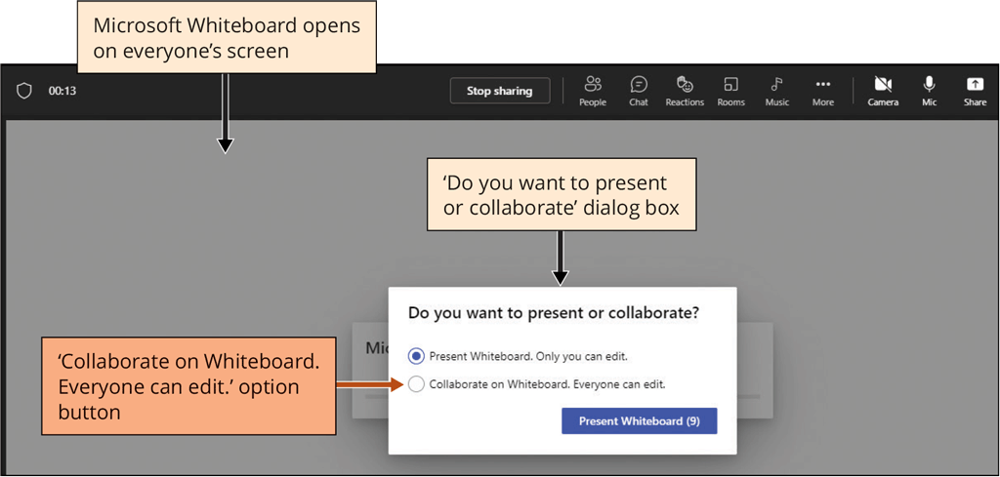 Microsoft Whiteboard opens
on everyone’s screen
00:13
Stop sharing
People
Chat
Reactions
Rooms
Music
More
Camera
Mic
Share
‘Do you want to present
or collaborate’ dialog box
Do you want to present or collaborate?
Mic
Present Whiteboard. Only you can edit.
‘Collaborate on Whiteboard.
Everyone can edit.’ option
button
Collaborate on Whiteboard. Everyone can edit.
Present Whiteboard (9)